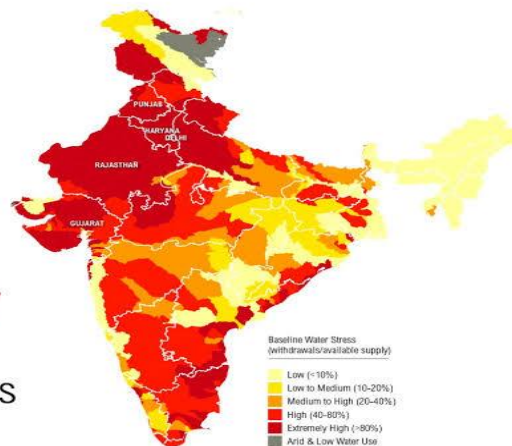 PUNJAB
HARYANA
DELHI
RAJASTHAN
GUJARAT
S
Baseline Water Stress
(withdrawals/available supply)
Low (<10%)
Low to Medium (10-20%)
Medium to High (20-40%)
High (40-80%)
Extremely High (>80%)
Arid & Low Water Use